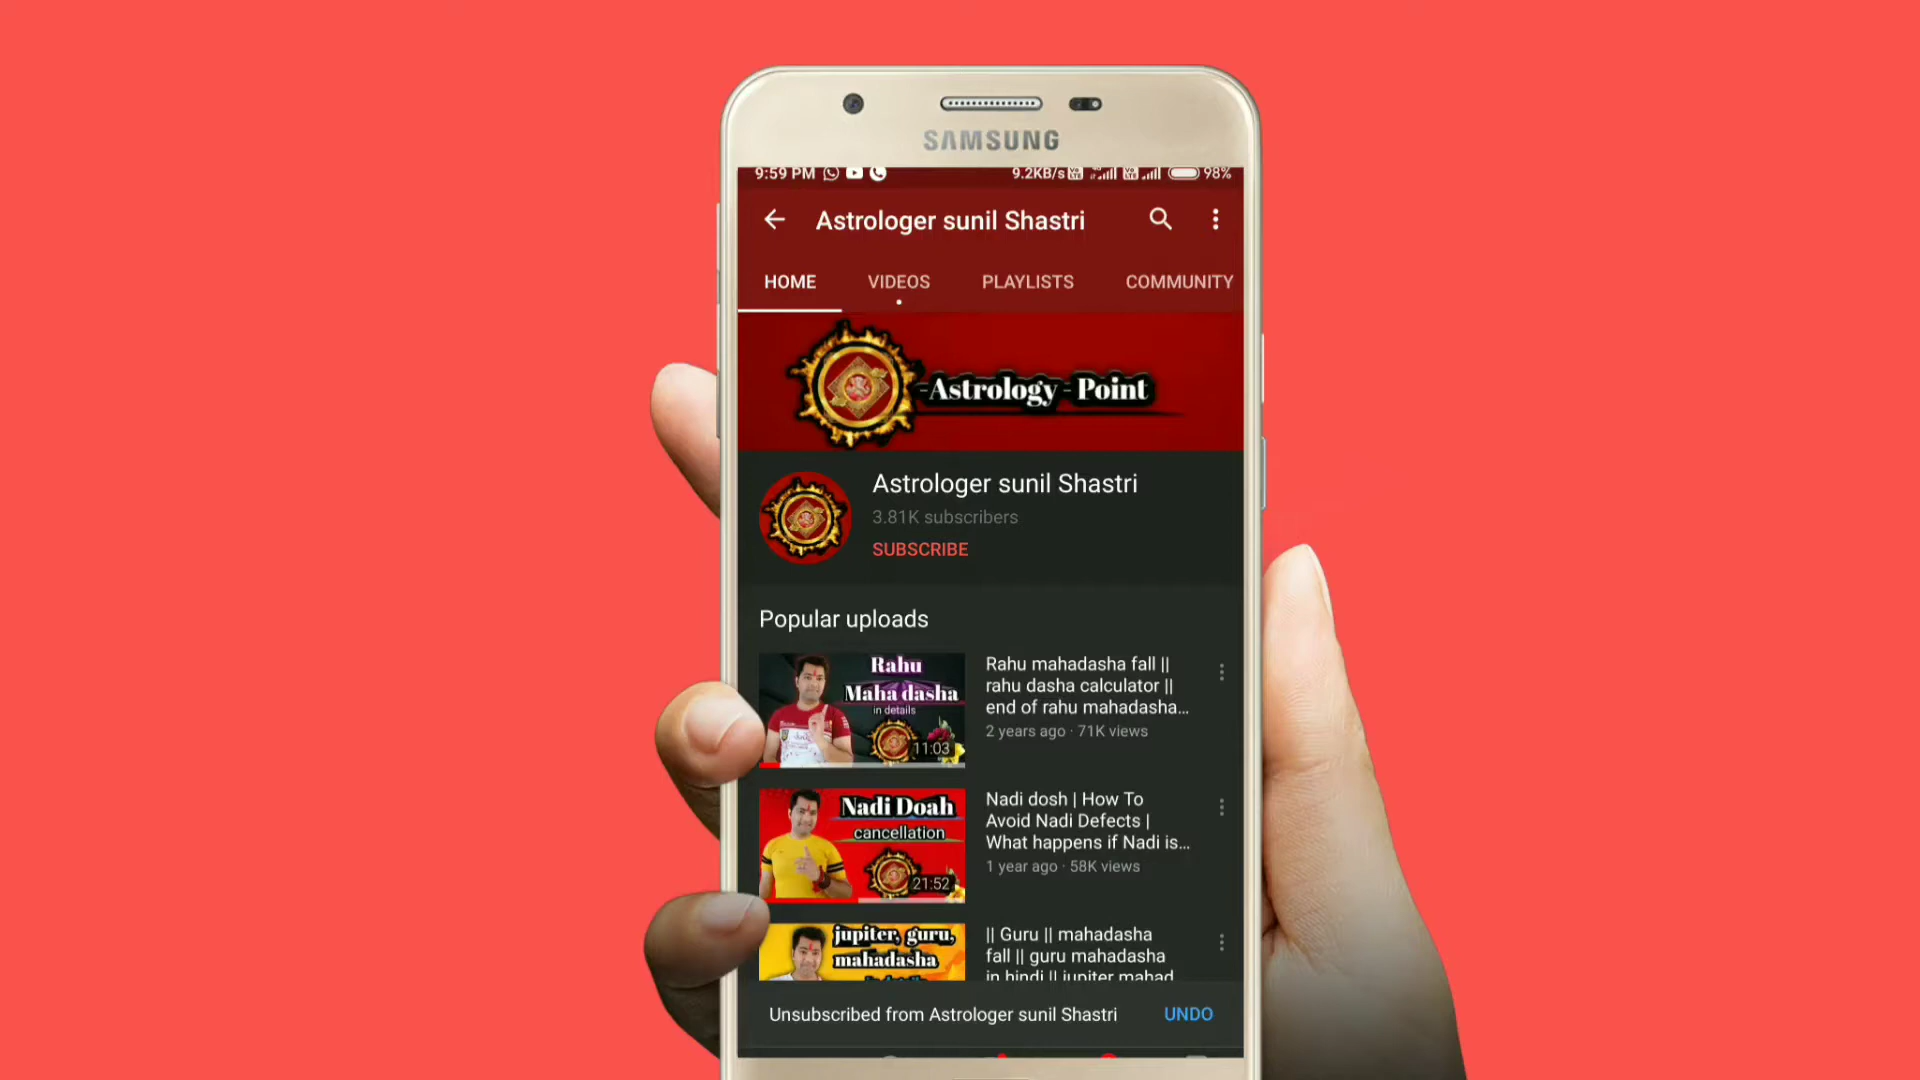 SAMSUNG
9:59 PM
9.2KB/s
98%
Astrologer sunil Shastri
HOME
VIDEOS
PLAYLISTS
COMMUNITY
-Astrology - Point
Astrologer sunil Shastri
3.81K subscribers
SUBSCRIBE
Popular uploads
Rahu
Maha dasha
in details
11:03
Rahu mahadasha fall ||
rahu dasha calculator ||
end of rahu mahadasha...
2 years ago · 71K views
Nadi Doah
cancellation
21:52
Nadi dosh | How To
Avoid Nadi Defects |
What happens if Nadi is...
1 year ago · 58K views
jupiter, guru,
mahadasha
|| Guru || mahadasha
fall || guru mahadasha
in hindi || jupiter mahad
Unsubscribed from Astrologer sunil Shastri
UNDO